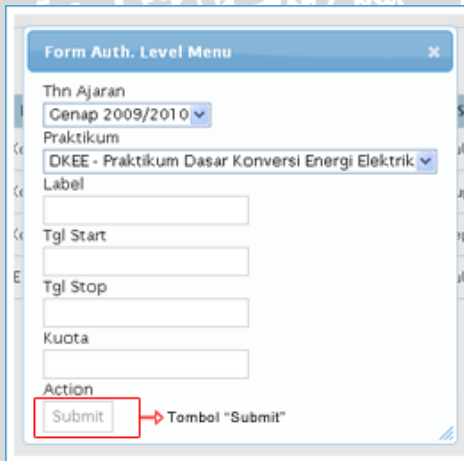 Form Auth. Level Menu
Thn Ajaran
Genap 2009/2010
Praktikum
DKEE - Praktikum Dasar Konversi Energi Elektrik
Label
Tgl Start
Tgl Stop
Kuota
Action
Submit
Tombol "Submit"